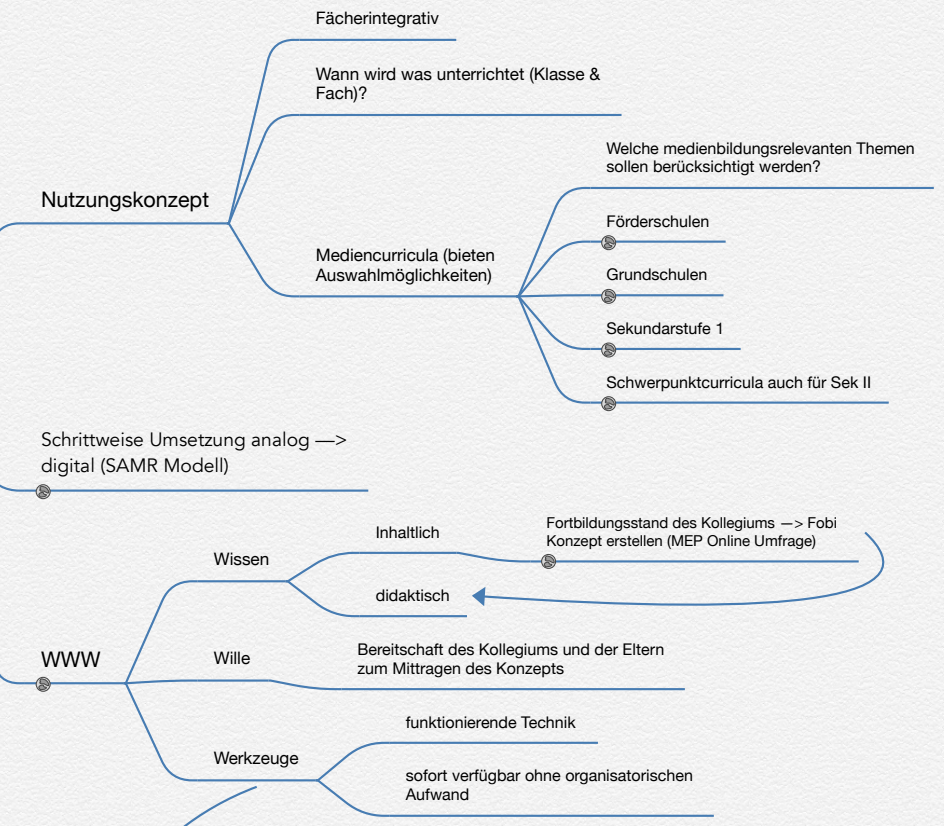 Fächerintegrativ
Wann wird was unterrichtet (Klasse &
Fach)?
Welche medienbildungsrelevanten Themen
sollen berücksichtigt werden?
Nutzungskonzept
Förderschulen
Mediencurricula (bieten
Auswahlmöglichkeiten)
Grundschulen
Sekundarstufe 1
Schwerpunktcurricula auch für Sek II
Schrittweise Umsetzung analog —>
digital (SAMR Modell)
Fortbildungsstand des Kollegiums —> Fobi
Konzept erstellen (MEP Online Umfrage)
Inhaltlich
Wissen
didaktisch
WWW
Wille
Bereitschaft des Kollegiums und der Eltern
zum Mittragen des Konzepts
funktionierende Technik
Werkzeuge
sofort verfügbar ohne organisatorischen
Aufwand